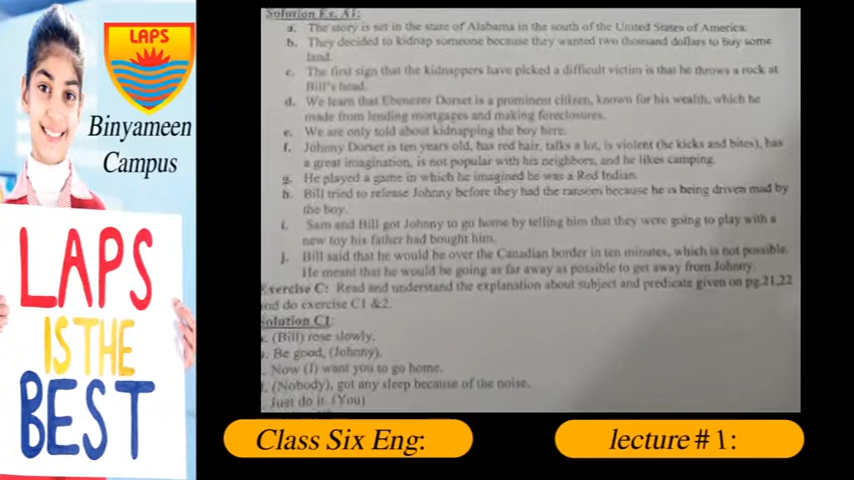 LAPS
Binyameen
Campus
LAPS
IS THE
BEST
Solution Ex. A1:
a. The story is set in the state of Alabama in the south of the United States of America.
b. They decided to kidnap someone because they wanted two thousand dollars to buy some
land.
c. The first sign that the kidnappers have picked a difficult victim is that he throws a rock at
Bill's head.
d. We learn that Ebenezer Dorset is a prominent citizen, known for his wealth, which he
made from lending mortgages and making foreclosures.
e. We are only told about kidnapping the boy here.
f. Johnny Dorset is ten years old, has red hair, talks a lot, is violent (he kicks and bites), has
a great imagination, is not popular with his neighbors, and he likes camping.
g. He played a game in which he imagined he was a Red Indian.
h. Bill tried to release Johnny before they had the ransom because he is being driven mad by
the boy.
i. Sam and Bill got Johnny to go home by telling him that they were going to play with a
new toy his father had bought him.
j. Bill said that he would be over the Canadian border in ten minutes, which is not possible.
He meant that he would be going as far away as possible to get away from Johnny.
Exercise C: Read and understand the explanation about subject and predicate given on pg.21,22
and do exercise C1 &2.
Solution C1:
. (Bill) rose slowly.
. Be good, (Johnny).
. Now (I) want you to go home.
. (Nobody), got any sleep because of the noise.
. Just do it. (You)
Class Six Eng:
lecture # 1: